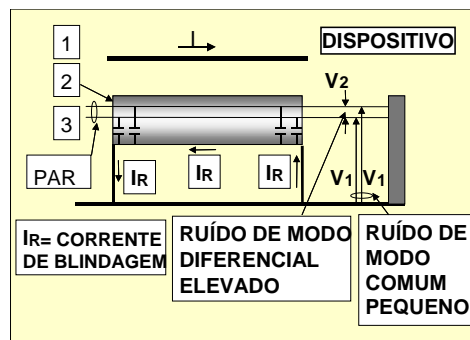 1
I
DISPOSITIVO
2
V2
3
PAR
IR
IR
IR
V1
V1
IR= CORRENTE
DE BLINDAGEM
RUÍDO DE MODO
DIFERENCIAL
ELEVADO
RUÍDO DE
MODO
COMUM
PEQUENO